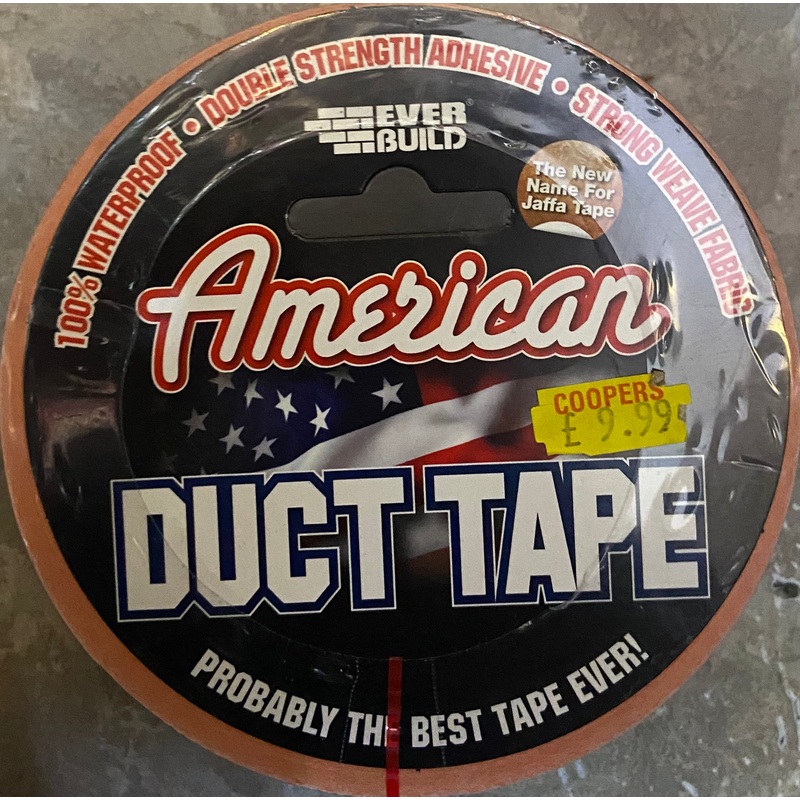 100% WATERPROOF • DOUBLE STRENGTH ADHESIVE • STRONG WEAVE FABRIC
EVER
BUILD®
The New
Name For
Jaffa Tape
American
COOPERS
£ 9.99
DUCT TAPE
PROBABLY THE BEST TAPE EVER!